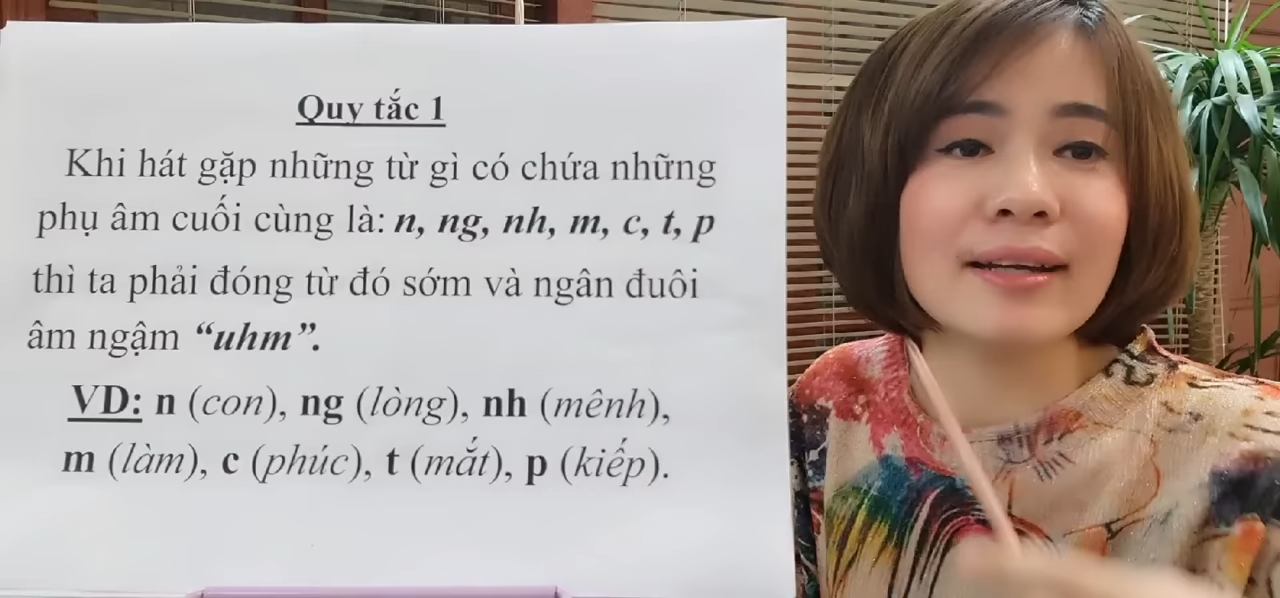 Quy tắc 1
Khi hát gặp những từ gì có chứa những
phụ âm cuối cùng là: n, ng, nh, m, c, t, p
thì ta phải đóng từ đó sớm và ngân đuôi
âm ngậm “uhm”.
VD: n (con), ng (lòng), nh (mênh),
m (làm), c (phúc), t (mắt), p (kiếp).